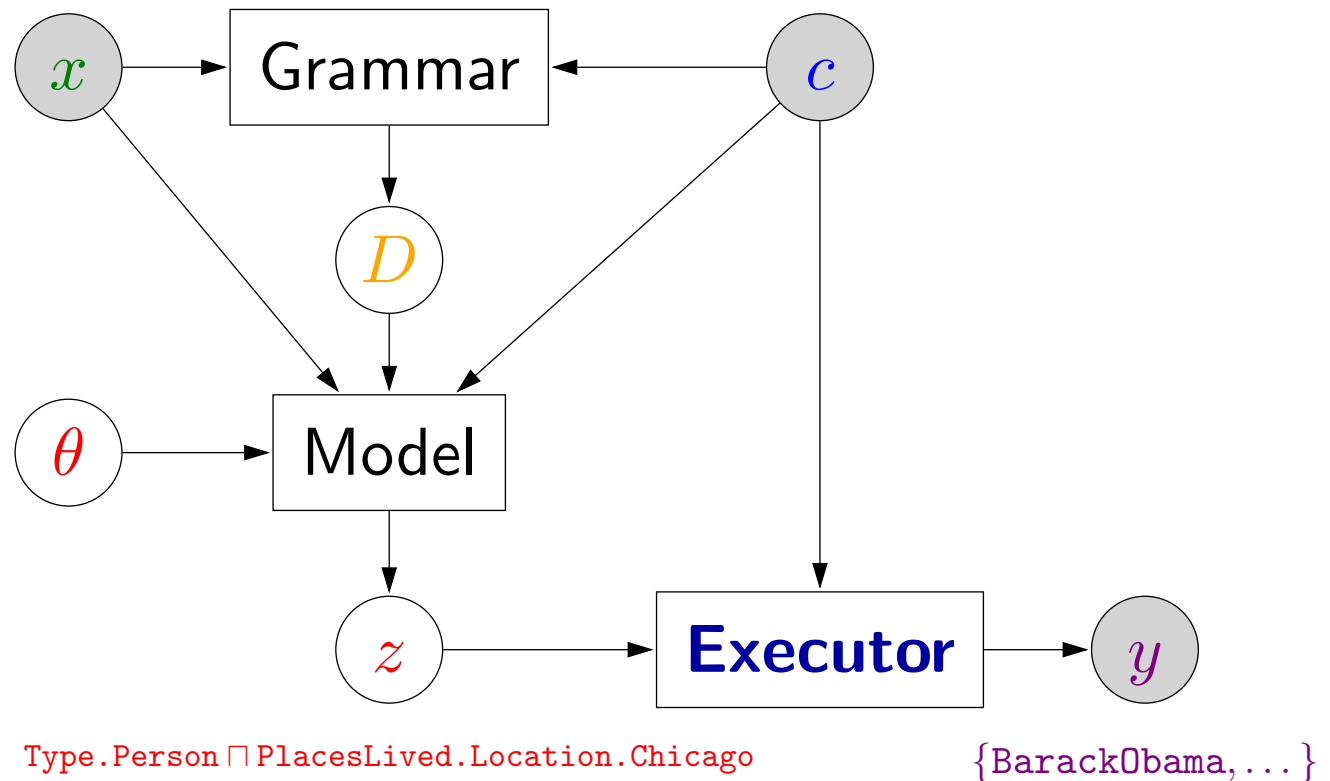 x Grammar c
D
θ Model
z Executor y
Type.Person ⊓ PlacesLived.Location.Chicago {BarackObama, ...}